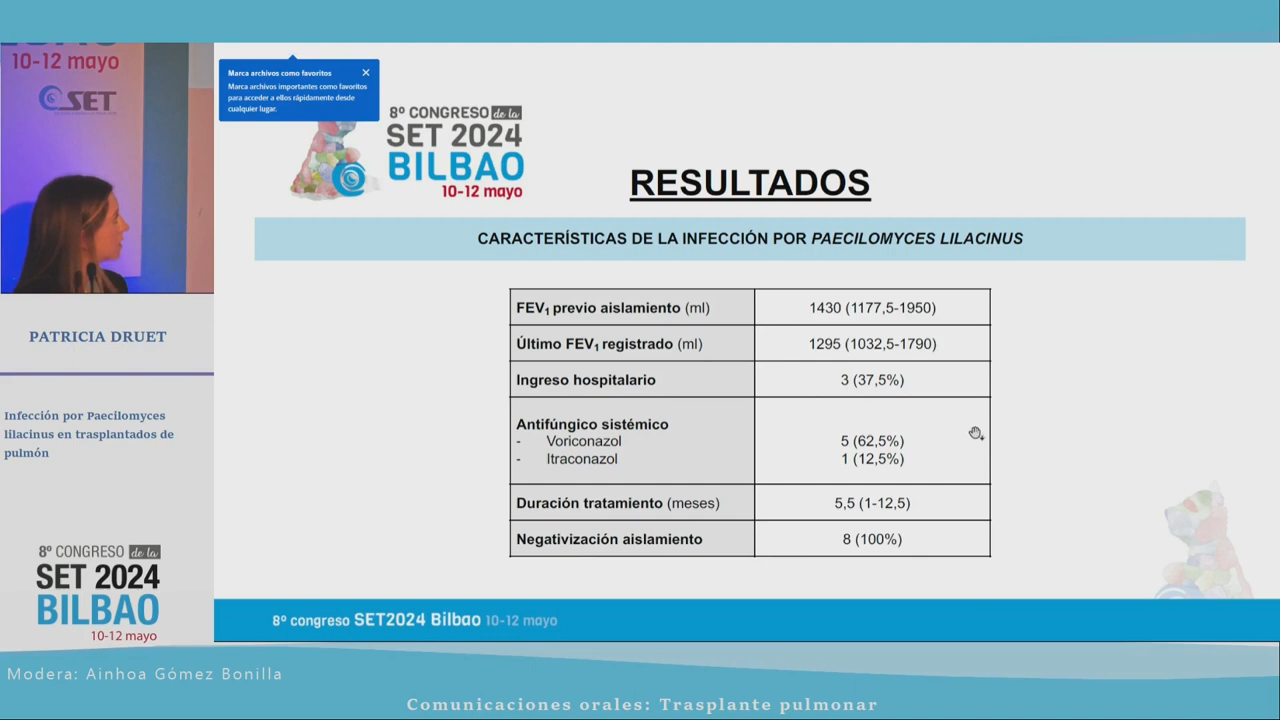 10-12 mayo
SET
PATRICIA DRUET
Infección por Paecilomyces
lilacinus en trasplantados de
pulmón
8º CONGRESO de la
SET 2024
BILBAO
10-12 mayo
Marca archivos como favoritos
Marca archivos importantes como favoritos
para acceder a ellos rápidamente desde
cualquier lugar.
8º CONGRESO de la
SET 2024
BILBAO
10-12 mayo
RESULTADOS
CARACTERÍSTICAS DE LA INFECCIÓN POR PAECILOMYCES LILACINUS
FEV₁ previo aislamiento (ml) 1430 (1177,5-1950)
Último FEV₁ registrado (ml) 1295 (1032,5-1790)
Ingreso hospitalario 3 (37,5%)
Antifúngico sistémico
- Voriconazol 5 (62,5%)
- Itraconazol 1 (12,5%)
Duración tratamiento (meses) 5,5 (1-12,5)
Negativización aislamiento 8 (100%)
8º congreso SET2024 Bilbao 10-12 mayo
Modera: Ainhoa Gómez Bonilla
Comunicaciones orales: Trasplante pulmonar